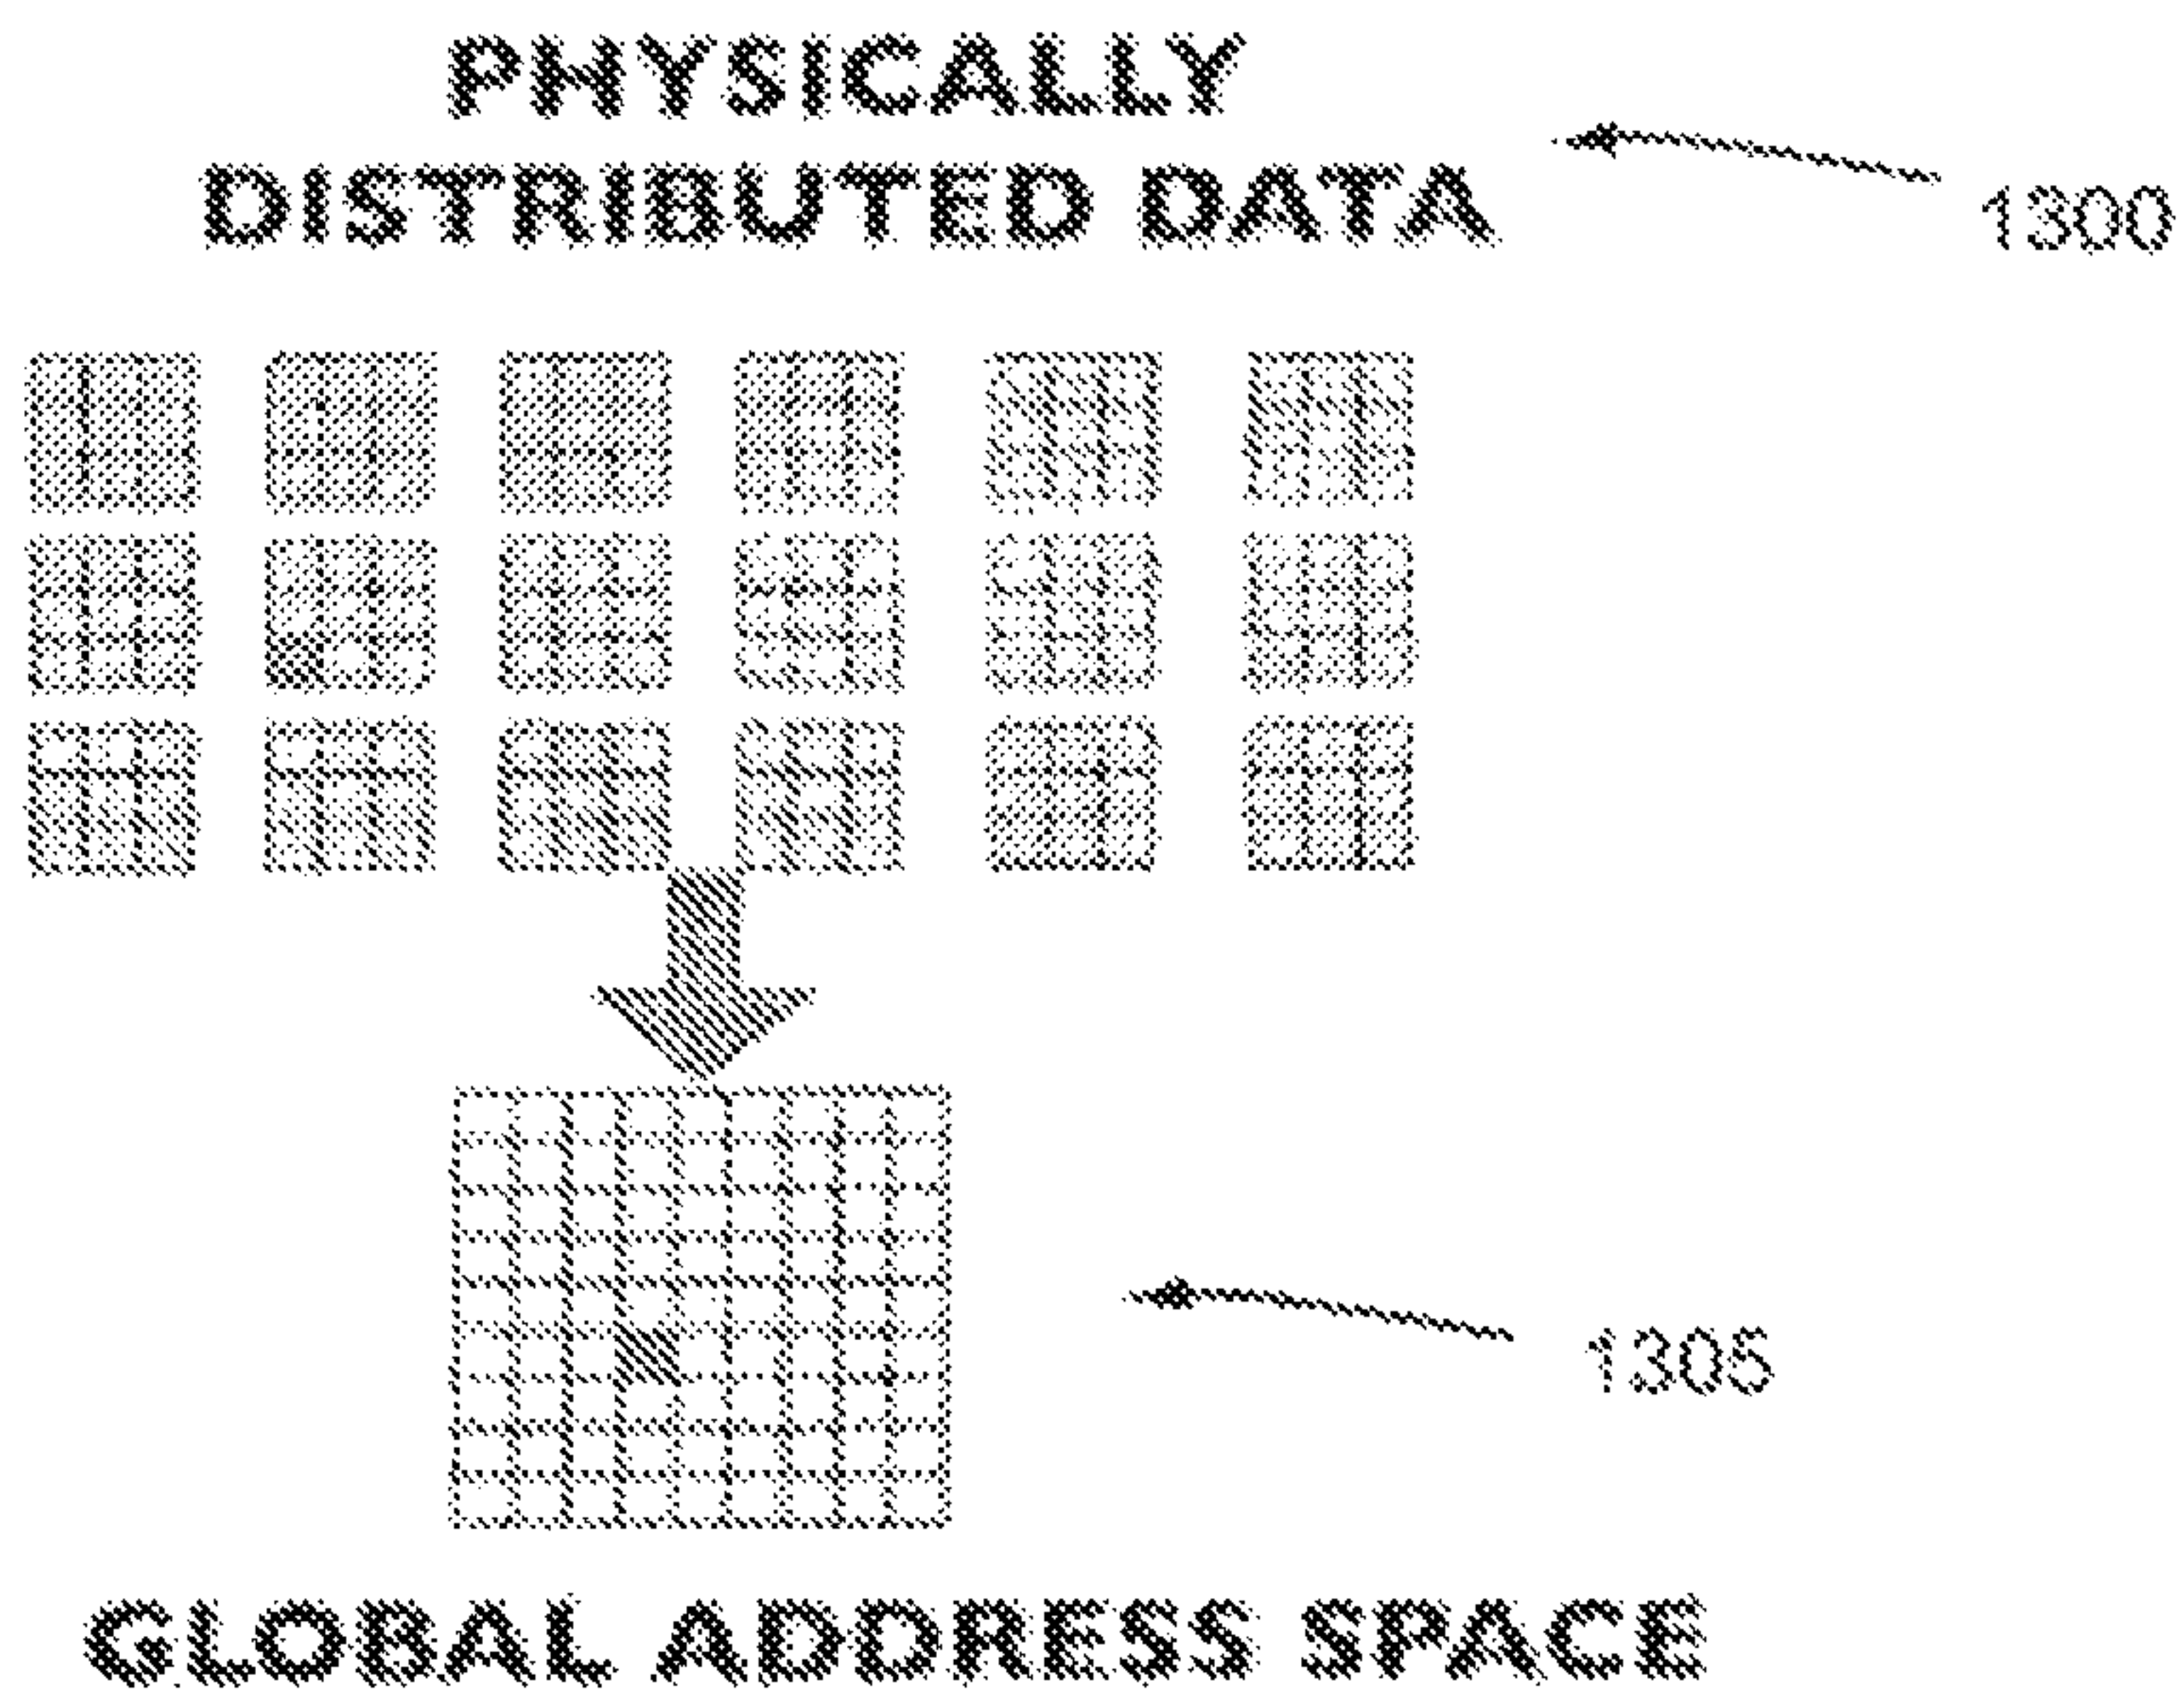 PHYSICALLY
DISTRIBUTED DATA
1300
1305
GLOBAL ADDRESS SPACE